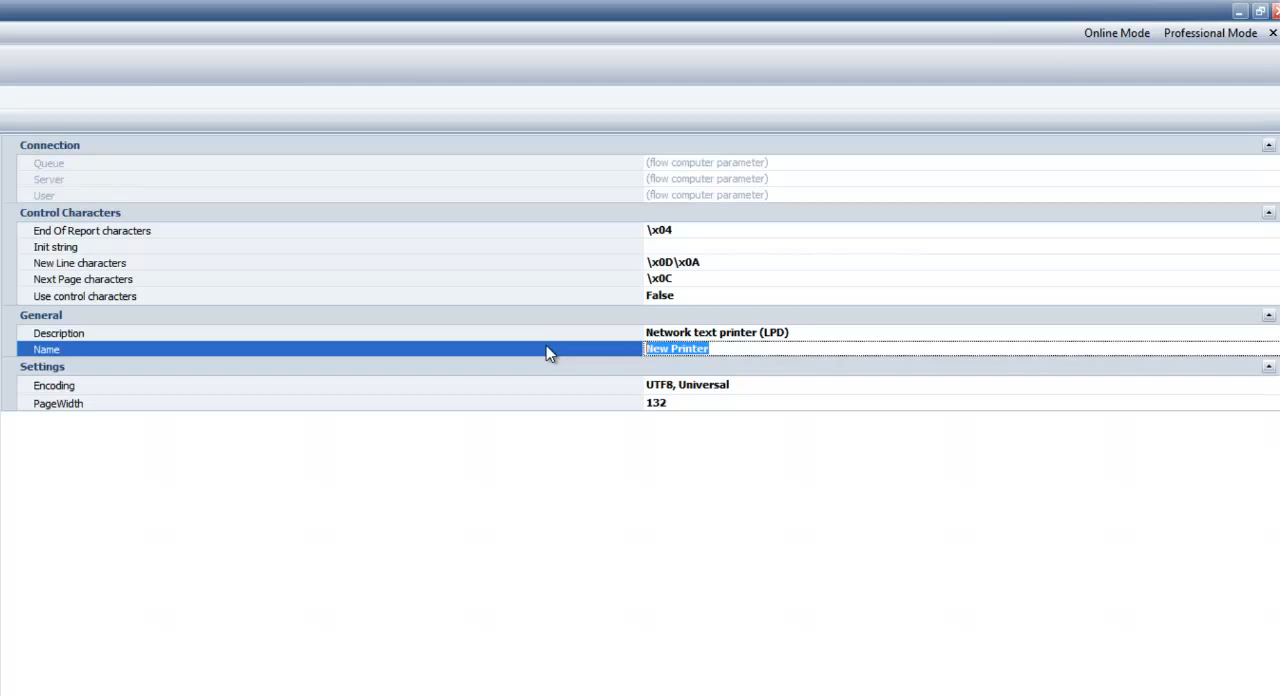 Online Mode Professional Mode
Connection
Queue (flow computer parameter)
Server (flow computer parameter)
User (flow computer parameter)
Control Characters
End Of Report characters \x04
Init string
New Line characters \x0D\x0A
Next Page characters \x0C
Use control characters False
General
Description Network text printer (LPD)
Name New Printer
Settings
Encoding UTF8, Universal
PageWidth 132